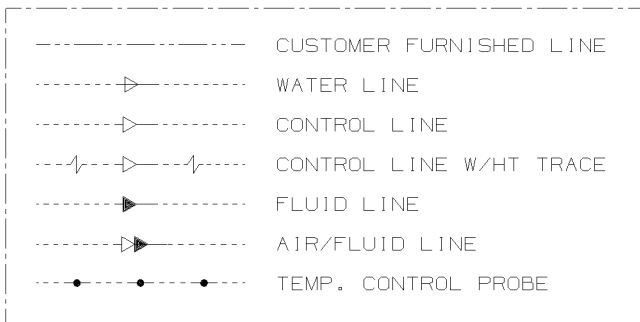 CUSTOMER FURNISHED LINE
WATER LINE
CONTROL LINE
CONTROL LINE W/HT TRACE
FLUID LINE
AIR/FLUID LINE
TEMP. CONTROL PROBE